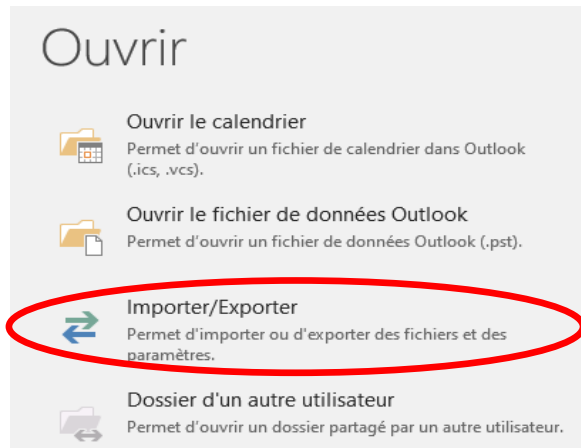 Ouvrir
Ouvrir le calendrier
Permet d'ouvrir un fichier de calendrier dans Outlook
(.ics, .vcs).
Ouvrir le fichier de données Outlook
Permet d'ouvrir un fichier de données Outlook (.pst).
Importer/Exporter
Permet d'importer ou d'exporter des fichiers et des
paramètres.
Dossier d'un autre utilisateur
Permet d'ouvrir un dossier partagé par un autre utilisateur.